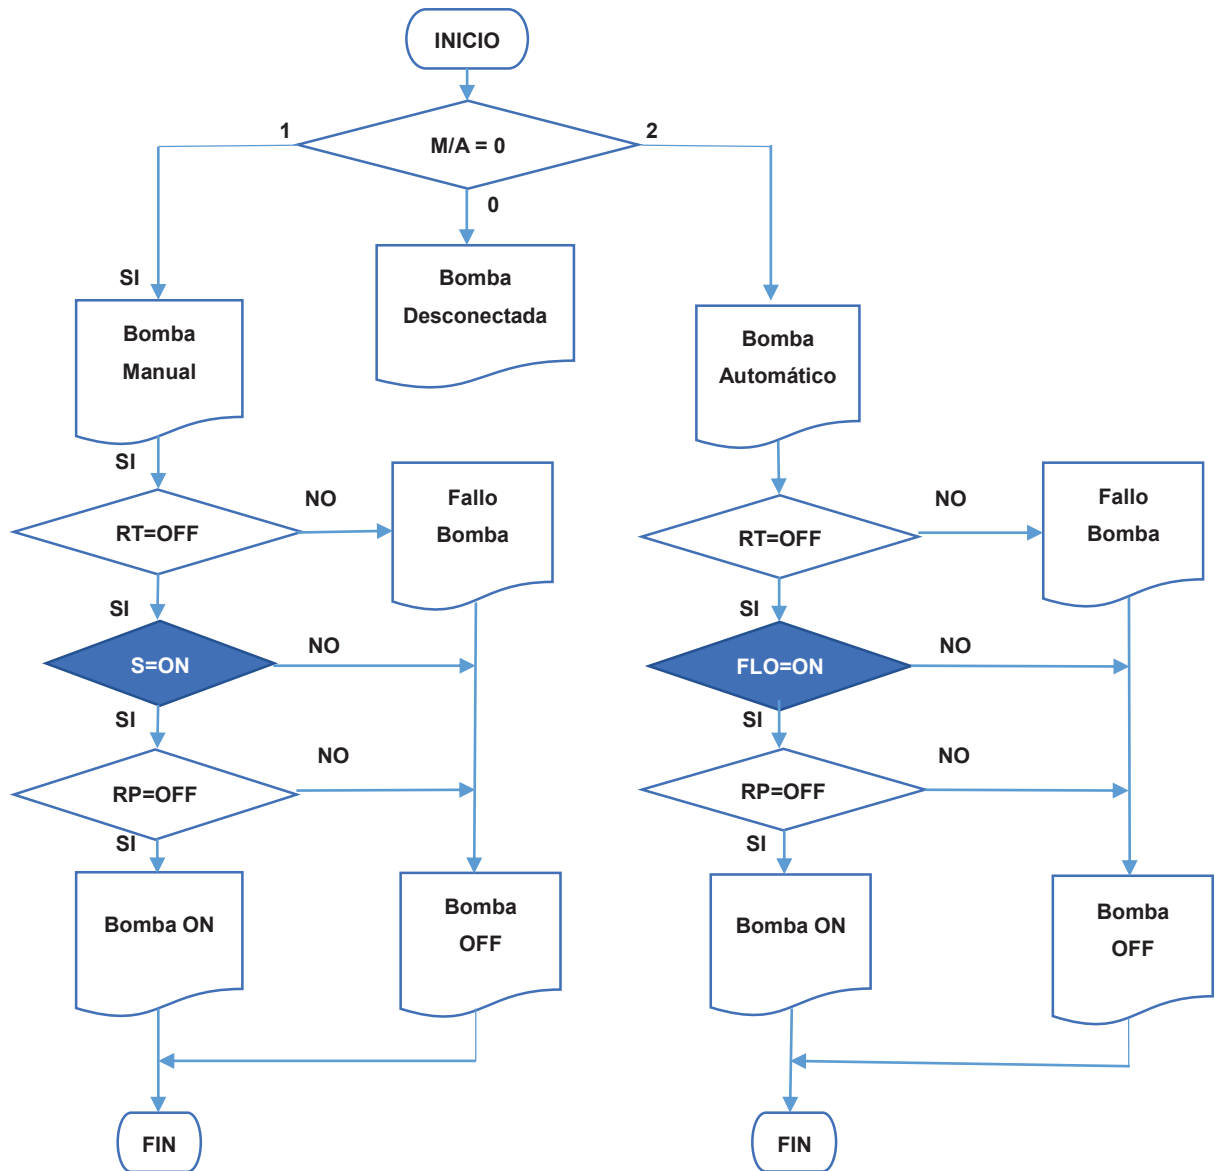 INICIO
1
M/A = 0
2
0
SI
Bomba
Desconectada
Bomba
Manual
Bomba
Automático
SI
RT=OFF
NO
Fallo
Bomba
RT=OFF
NO
Fallo
Bomba
SI
S=ON
NO
SI
FLO=ON
NO
SI
RP=OFF
NO
SI
RP=OFF
NO
SI
Bomba ON
Bomba
OFF
SI
Bomba ON
Bomba
OFF
FIN
FIN